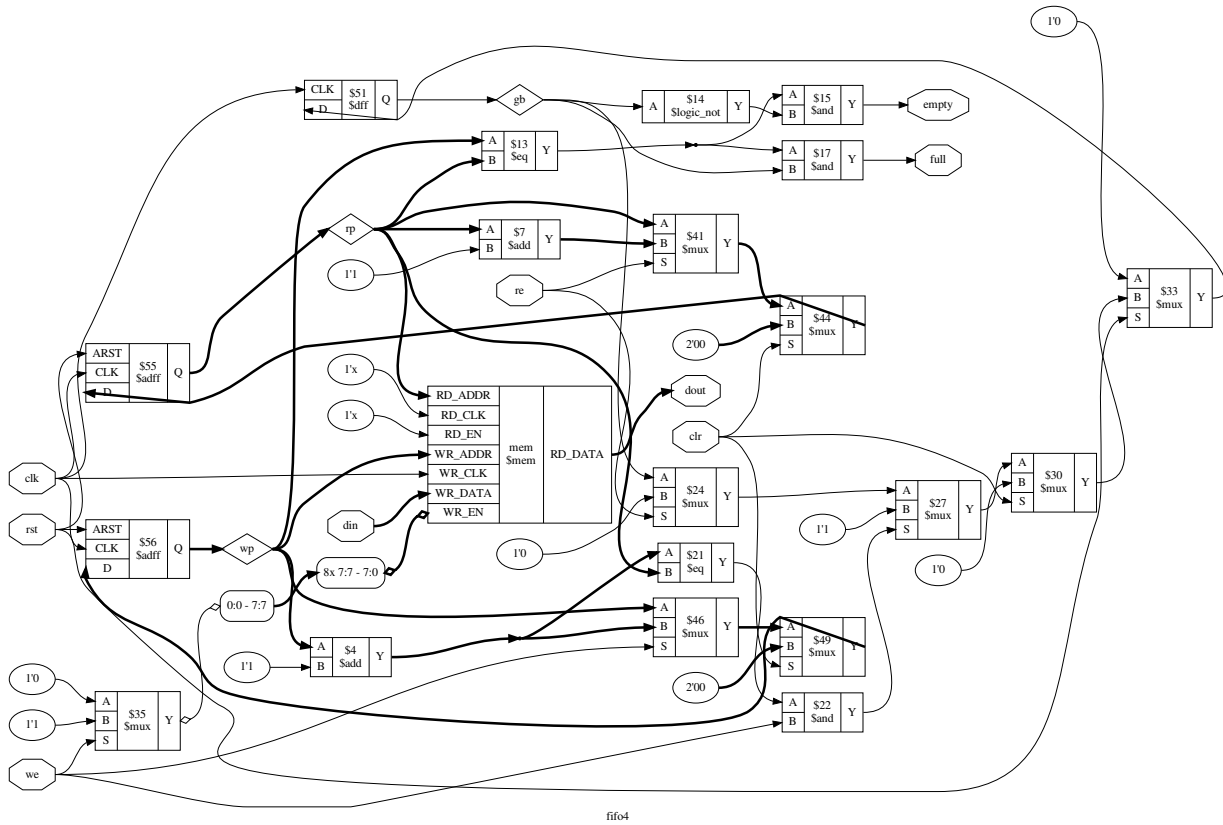 1'0
CLK
D
$51
$dff
Q
gb
A
$14
$logic_not
Y
A
B
$15
$and
Y
empty
A
B
$13
$eq
Y
A
B
$17
$and
Y
full
rp
A
B
$7
$add
Y
1'1
re
A
B
S
$41
$mux
Y
A
B
S
$33
$mux
Y
A
B
S
$44
$mux
Y
2'00
ARST
CLK
D
$55
$adff
Q
1'x
1'x
RD_ADDR
RD_CLK
RD_EN
WR_ADDR
WR_CLK
WR_DATA
WR_EN
mem
$mem
RD_DATA
dout
clr
clk
rst
A
B
S
$24
$mux
Y
A
B
S
$27
$mux
Y
A
B
S
$30
$mux
Y
din
1'1
1'0
1'0
ARST
CLK
D
$56
$adff
Q
wp
8x 7:7 - 7:0
A
B
$21
$eq
Y
0:0 - 7:7
A
B
S
$46
$mux
Y
A
B
S
$49
$mux
Y
A
B
$4
$add
Y
1'1
2'00
1'0
1'1
A
B
S
$35
$mux
Y
A
B
$22
$and
Y
we
fifo4